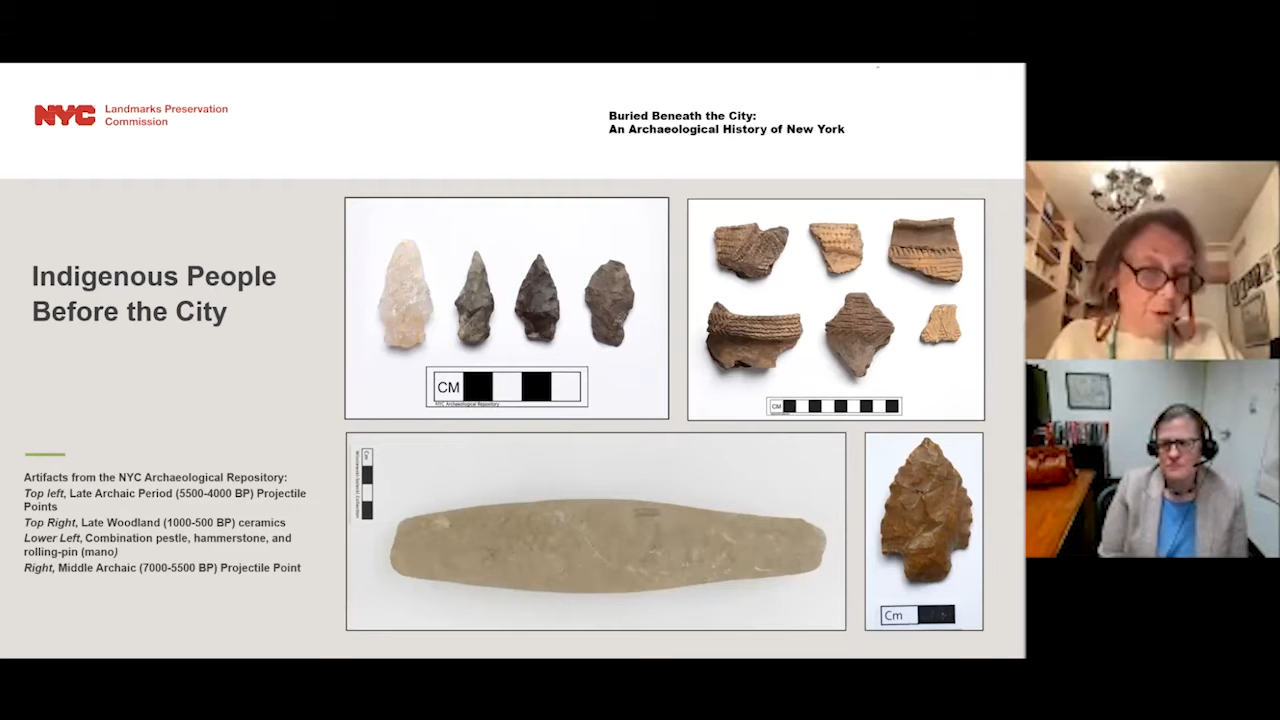 NYC
Landmarks Preservation
Commission
Buried Beneath the City:
An Archaeological History of New York
Indigenous People
Before the City
CM
NYC Archaeological Repository
CM
Cm
Cm
Artifacts from the NYC Archaeological Repository:
Top left, Late Archaic Period (5500-4000 BP) Projectile
Points
Top Right, Late Woodland (1000-500 BP) ceramics
Lower Left, Combination pestle, hammerstone, and
rolling-pin (mano)
Right, Middle Archaic (7000-5500 BP) Projectile Point